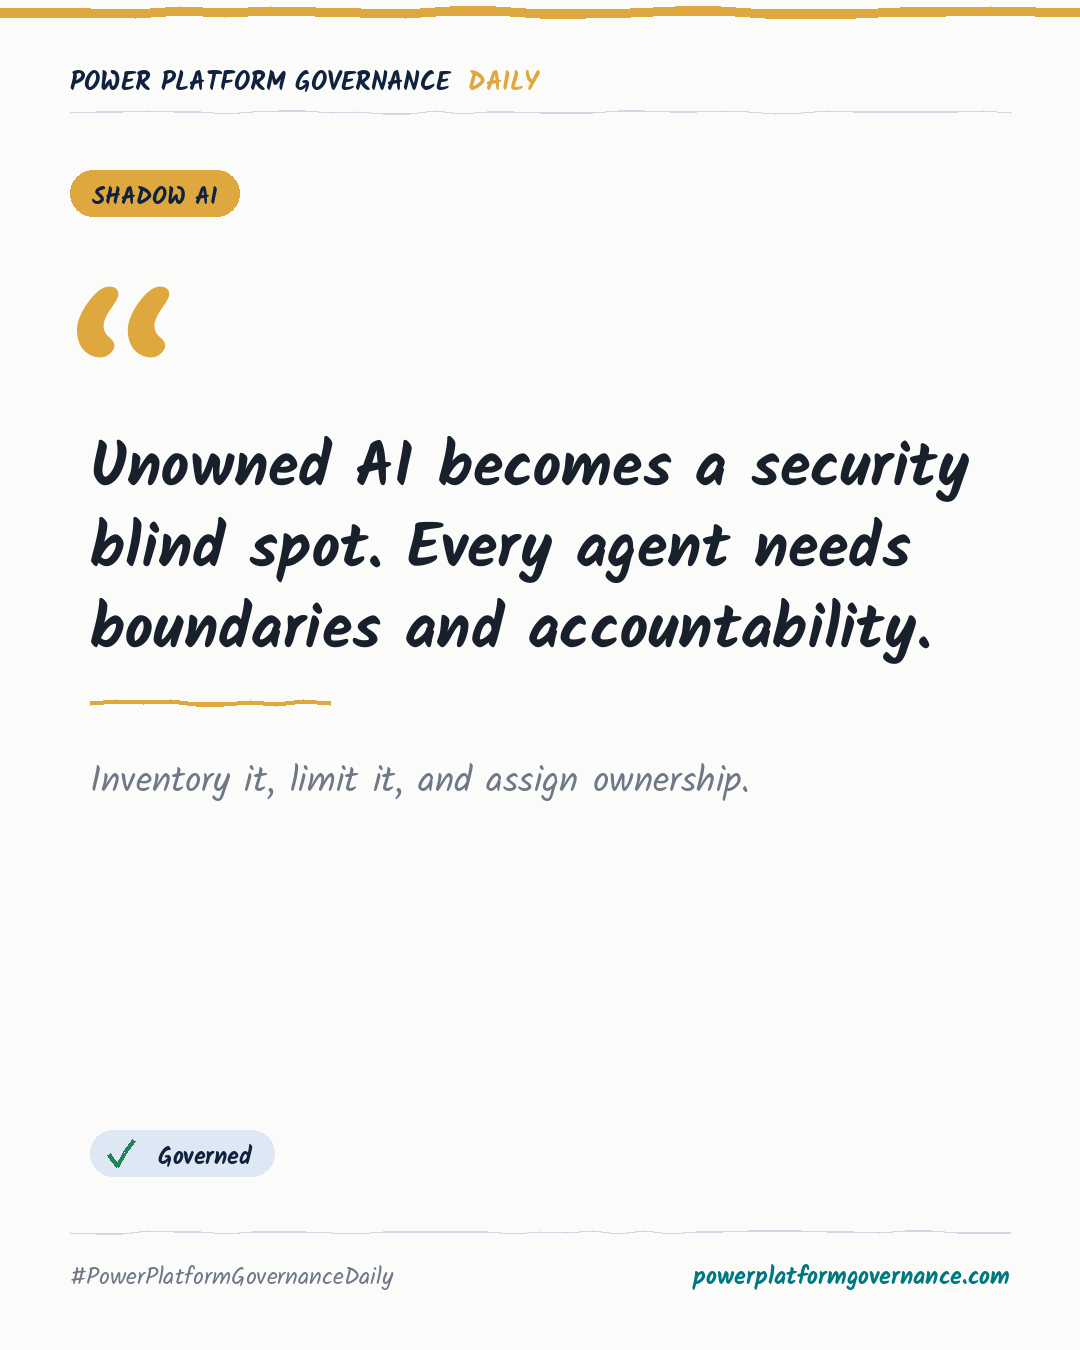 POWER PLATFORM GOVERNANCE DAILY
SHADOW AI
“
Unowned AI becomes a security
blind spot. Every agent needs
boundaries and accountability.
Inventory it, limit it, and assign ownership.
✓ Governed
#PowerPlatformGovernanceDaily
powerplatformgovernance.com